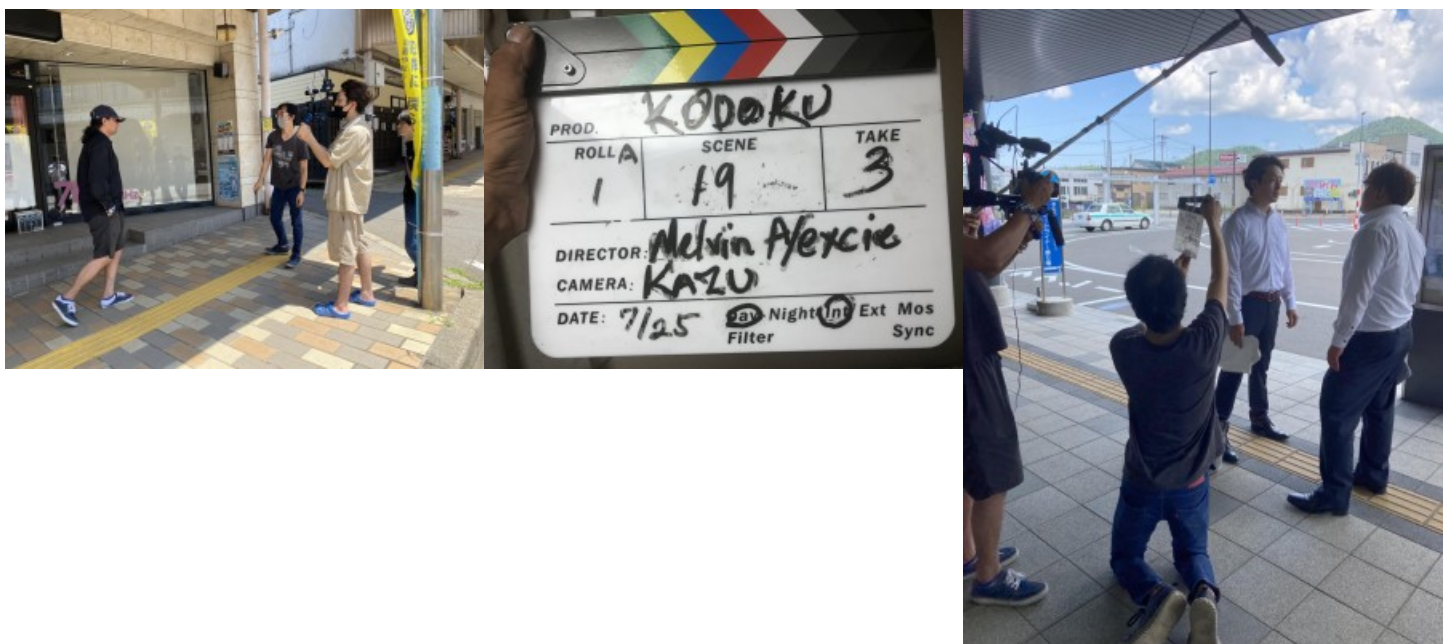 PROD. KODOKU
ROLL A SCENE TAKE
1 19 3
DIRECTOR: Melvin Alexcie
CAMERA: KAZU
DATE: 7/25 Day Night Int Ext Mos
Filter Sync